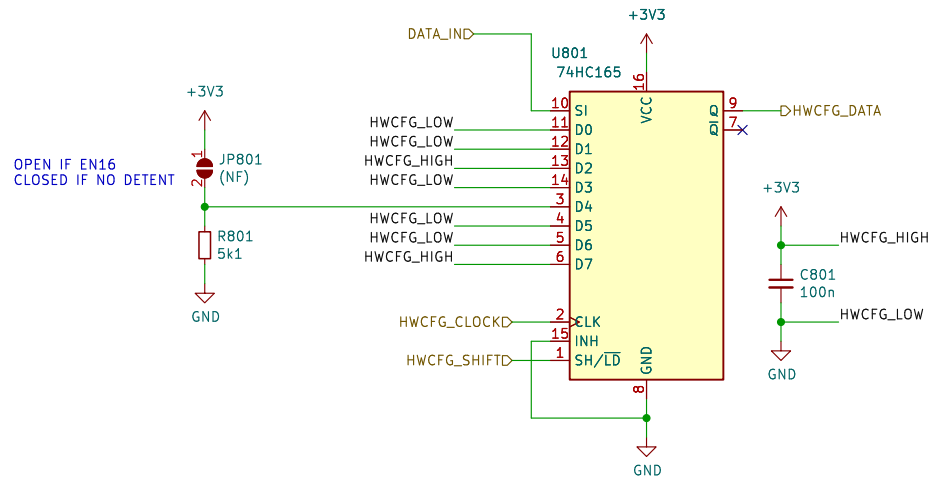 +3V3
DATA_IN
U801
74HC165
16
VCC
+3V3
10
SI
Q
9
HWCFG_DATA
HWCFG_LOW
11
D0
Q
7
HWCFG_LOW
12
D1
1
JP801
HWCFG_HIGH
13
D2
OPEN IF EN16
CLOSED IF NO DETENT
2
(NF)
HWCFG_LOW
14
D3
+3V3
3
D4
HWCFG_LOW
4
D5
R801
5k1
HWCFG_LOW
5
D6
HWCFG_HIGH
HWCFG_HIGH
6
D7
C801
100n
GND
HWCFG_CLOCK
2
CLK
HWCFG_LOW
15
INH
HWCFG_SHIFT
1
SH/LD
GND
GND
8
GND